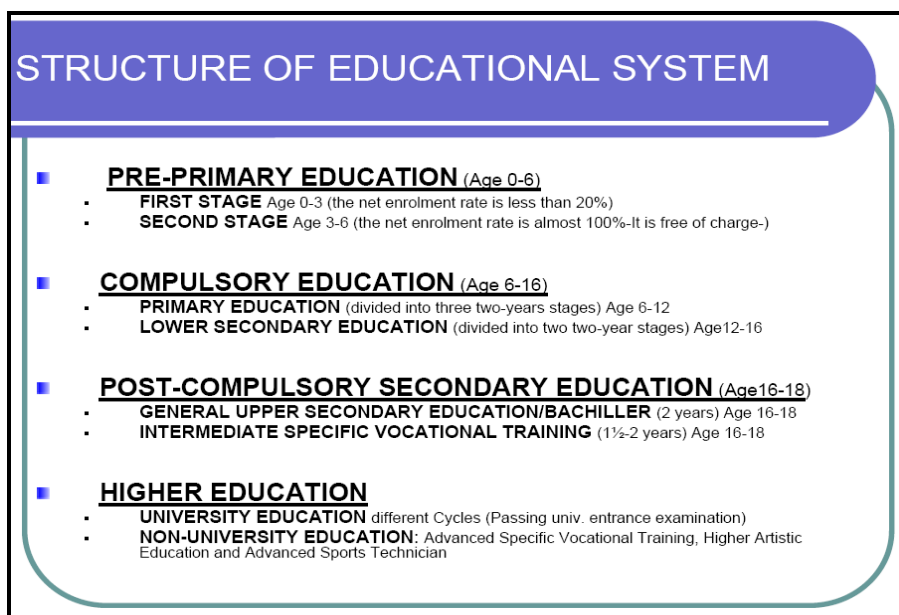 STRUCTURE OF EDUCATIONAL SYSTEM
PRE-PRIMARY EDUCATION (Age 0-6)
FIRST STAGE Age 0-3 (the net enrolment rate is less than 20%)
SECOND STAGE Age 3-6 (the net enrolment rate is almost 100%-It is free of charge-)
COMPULSORY EDUCATION (Age 6-16)
PRIMARY EDUCATION (divided into three two-years stages) Age 6-12
LOWER SECONDARY EDUCATION (divided into two two-year stages) Age12-16
POST-COMPULSORY SECONDARY EDUCATION (Age16-18)
GENERAL UPPER SECONDARY EDUCATION/BACHILLER (2 years) Age 16-18
INTERMEDIATE SPECIFIC VOCATIONAL TRAINING (1½-2 years) Age 16-18
HIGHER EDUCATION
UNIVERSITY EDUCATION different Cycles (Passing univ. entrance examination)
NON-UNIVERSITY EDUCATION: Advanced Specific Vocational Training, Higher Artistic
Education and Advanced Sports Technician